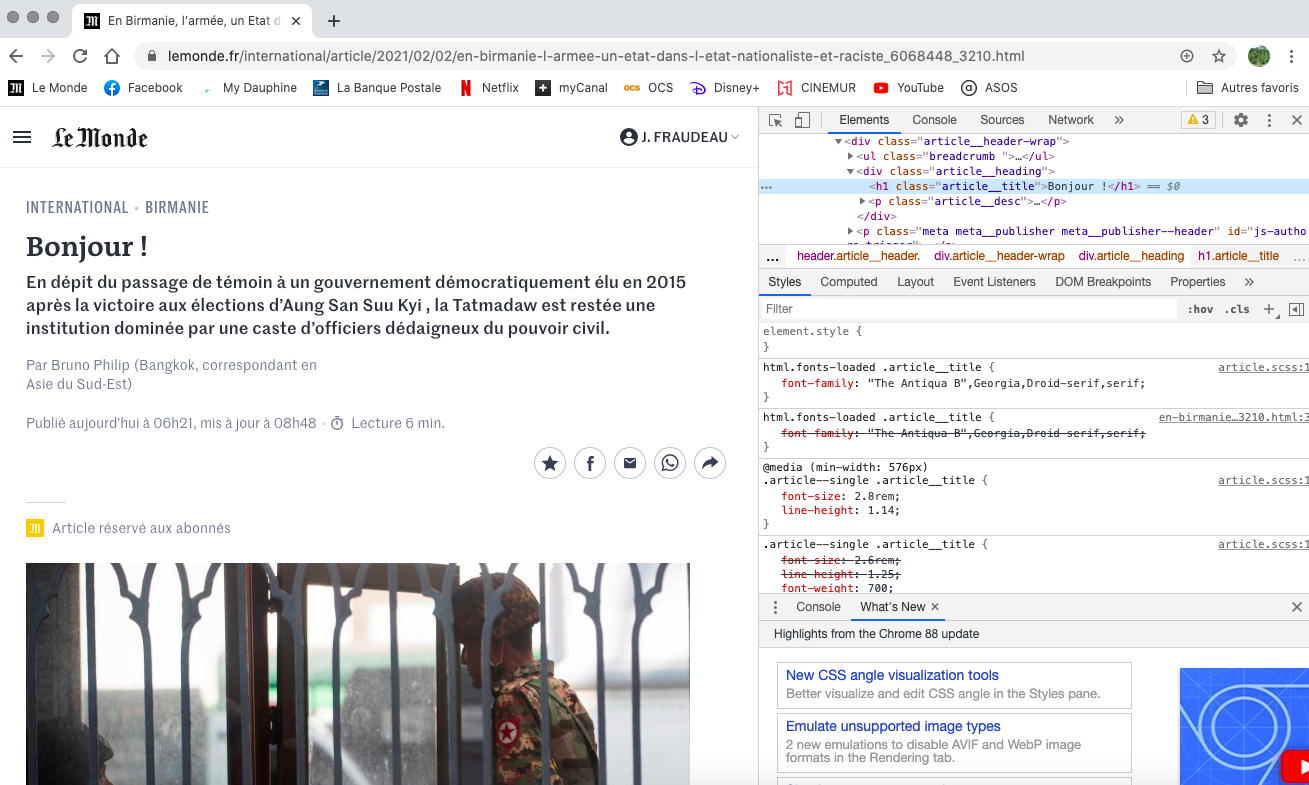 En Birmanie, l'armée, un Etat d
lemonde.fr/international/article/2021/02/02/en-birmanie-l-armee-un-etat-dans-l-etat-nationaliste-et-raciste_6068448_3210.html
Le Monde Facebook My Dauphine La Banque Postale Netflix myCanal OCS Disney+ CINEMUR YouTube ASOS Autres favoris
Le Monde
J. FRAUDEAU
INTERNATIONAL • BIRMANIE
Bonjour !
En dépit du passage de témoin à un gouvernement démocratiquement élu en 2015
après la victoire aux élections d'Aung San Suu Kyi , la Tatmadaw est restée une
institution dominée par une caste d'officiers dédaigneux du pouvoir civil.
Par Bruno Philip (Bangkok, correspondant en
Asie du Sud-Est)
Publié aujourd'hui à 06h21, mis à jour à 08h48 • Lecture 6 min.
Article réservé aux abonnés
Elements Console Sources Network » 3
<div class="article__header-wrap">
<ul class="breadcrumb ">…</ul>
<div class="article__heading">
<h1 class="article__title">Bonjour !</h1> == $0
<p class="article__desc">…</p>
</div>
<p class="meta meta__publisher meta__publisher--header" id="js-autho
... header.article__header. div.article__header-wrap div.article__heading h1.article__title ...
Styles Computed Layout Event Listeners DOM Breakpoints Properties »
Filter :hov .cls +
element.style {
}
html.fonts-loaded .article__title { article.scss:1
font-family: "The Antiqua B",Georgia,Droid-serif,serif;
}
html.fonts-loaded .article__title { en-birmanie…3210.html:3
font-family: "The Antiqua B",Georgia,Droid-serif,serif;
}
@media (min-width: 576px)
.article--single .article__title { article.scss:1
font-size: 2.8rem;
line-height: 1.14;
}
.article--single .article__title { article.scss:1
font-size: 2.6rem;
line-height: 1.25;
font-weight: 700;
Console What's New ×
Highlights from the Chrome 88 update
New CSS angle visualization tools
Better visualize and edit CSS angle in the Styles pane.
Emulate unsupported image types
2 new emulations to disable AVIF and WebP image
formats in the Rendering tab.